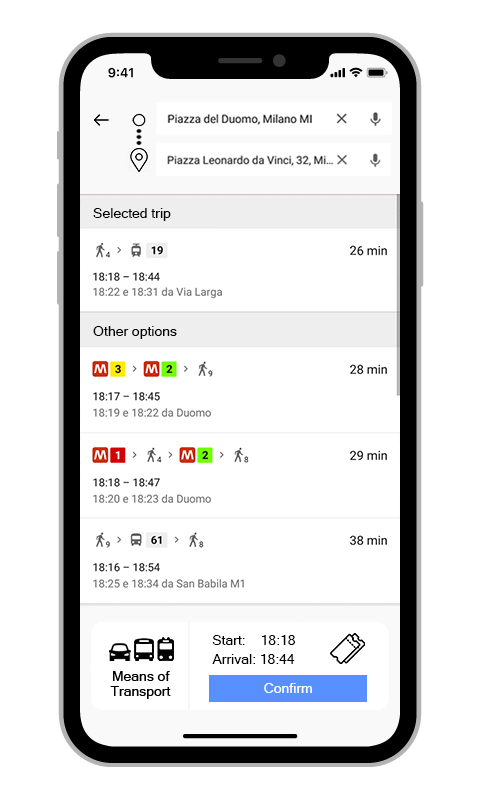 9:41
Piazza del Duomo, Milano MI
Piazza Leonardo da Vinci, 32, Mi...
Selected trip
4 > 19 26 min
18:18 – 18:44
18:22 e 18:31 da Via Larga
Other options
M 3 > M 2 > 9 28 min
18:17 – 18:45
18:19 e 18:22 da Duomo
M 1 > 4 > M 2 > 8 29 min
18:18 – 18:47
18:20 e 18:23 da Duomo
9 > 61 > 8 38 min
18:16 – 18:54
18:25 e 18:34 da San Babila M1
Means of
Transport
Start: 18:18
Arrival: 18:44
Confirm